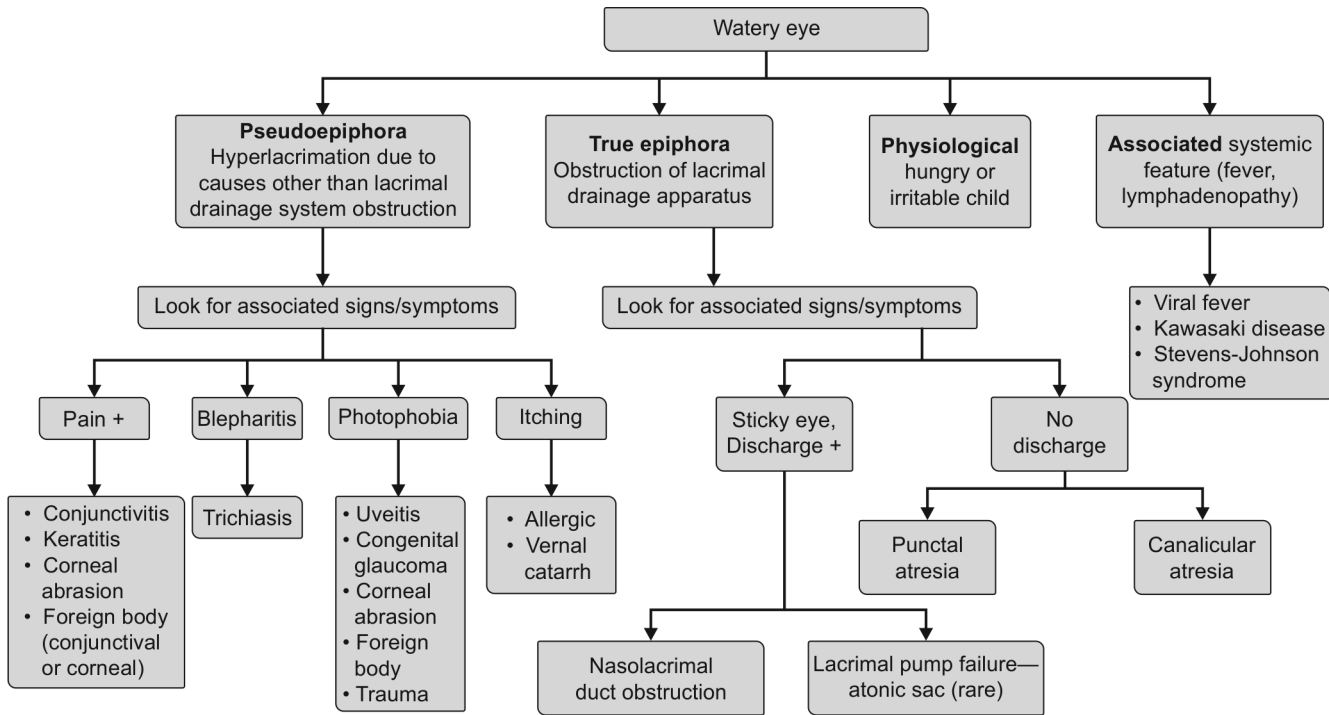 Watery eye
Pseudoepiphora
Hyperlacrimation due to
causes other than lacrimal
drainage system obstruction
True epiphora
Obstruction of lacrimal
drainage apparatus
Physiological
hungry or
irritable child
Associated systemic
feature (fever,
lymphadenopathy)
Look for associated signs/symptoms
Look for associated signs/symptoms
• Viral fever
• Kawasaki disease
• Stevens-Johnson
syndrome
Pain +
Blepharitis
Photophobia
Itching
Sticky eye,
Discharge +
No
discharge
• Conjunctivitis
• Keratitis
• Corneal
abrasion
• Foreign body
(conjunctival
or corneal)
Trichiasis
• Uveitis
• Congenital
glaucoma
• Corneal
abrasion
• Foreign
body
• Trauma
• Allergic
• Vernal
catarrh
Punctal
atresia
Canalicular
atresia
Nasolacrimal
duct obstruction
Lacrimal pump failure—
atonic sac (rare)